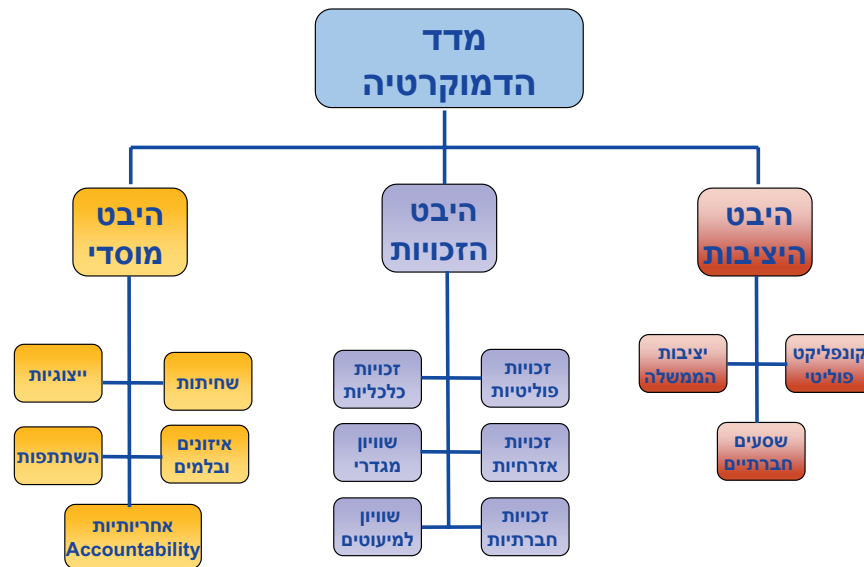 מדד
הדמוקרטיה
היבט
היציבות
היבט
הזכויות
היבט
מוסדי
קונפליקט
פוליטי
יציבות
הממשלה
שסעים
חברתיים
זכויות
פוליטיות
זכויות
כלכליות
זכויות
אזרחיות
שוויון
מגדרי
זכויות
חברתיות
שוויון
למיעוטים
שחיתות
ייצוגיות
איזונים
ובלמים
השתתפות
אחריותיות
Accountability